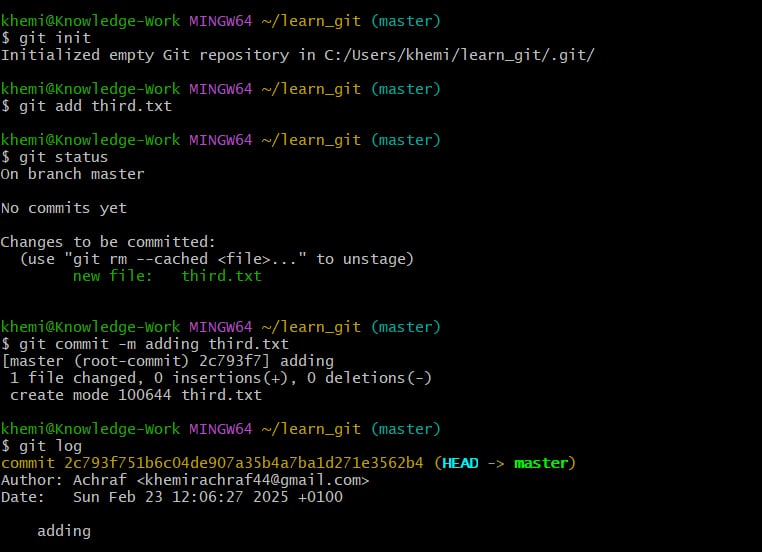 khemi@Knowledge-Work MINGW64 ~/learn_git (master)
$ git init
Initialized empty Git repository in C:/Users/khemi/learn_git/.git/
khemi@Knowledge-Work MINGW64 ~/learn_git (master)
$ git add third.txt
khemi@Knowledge-Work MINGW64 ~/learn_git (master)
$ git status
On branch master
No commits yet
Changes to be committed:
  (use "git rm --cached <file>..." to unstage)
        new file:   third.txt
khemi@Knowledge-Work MINGW64 ~/learn_git (master)
$ git commit -m adding third.txt
[master (root-commit) 2c793f7] adding
 1 file changed, 0 insertions(+), 0 deletions(-)
 create mode 100644 third.txt
khemi@Knowledge-Work MINGW64 ~/learn_git (master)
$ git log
commit 2c793f751b6c04de907a35b4a7ba1d271e3562b4 (HEAD -> master)
Author: Achraf <khemirachraf44@gmail.com>
Date:   Sun Feb 23 12:06:27 2025 +0100
    adding